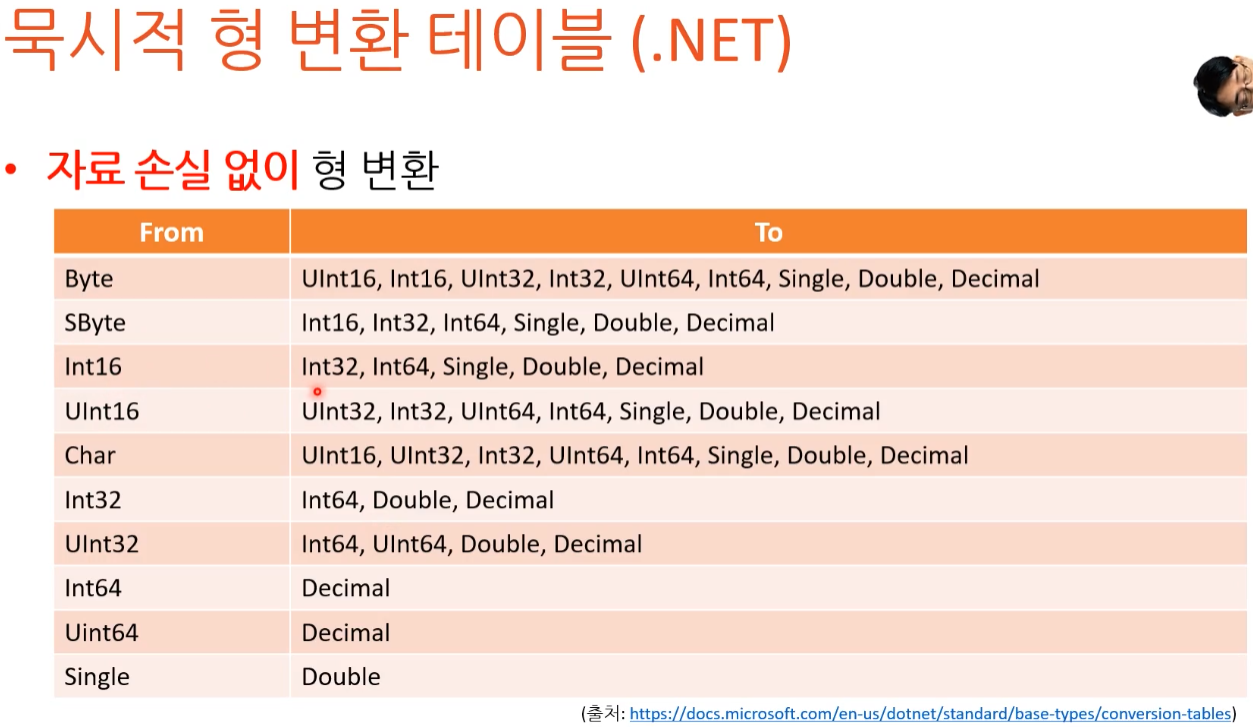 묵시적 형 변환 테이블 (.NET)
• 자료 손실 없이 형 변환
From To
Byte UInt16, Int16, UInt32, Int32, UInt64, Int64, Single, Double, Decimal
SByte Int16, Int32, Int64, Single, Double, Decimal
Int16 Int32, Int64, Single, Double, Decimal
UInt16 UInt32, Int32, UInt64, Int64, Single, Double, Decimal
Char UInt16, UInt32, Int32, UInt64, Int64, Single, Double, Decimal
Int32 Int64, Double, Decimal
UInt32 Int64, UInt64, Double, Decimal
Int64 Decimal
Uint64 Decimal
Single Double
(출처: https://docs.microsoft.com/en-us/dotnet/standard/base-types/conversion-tables)